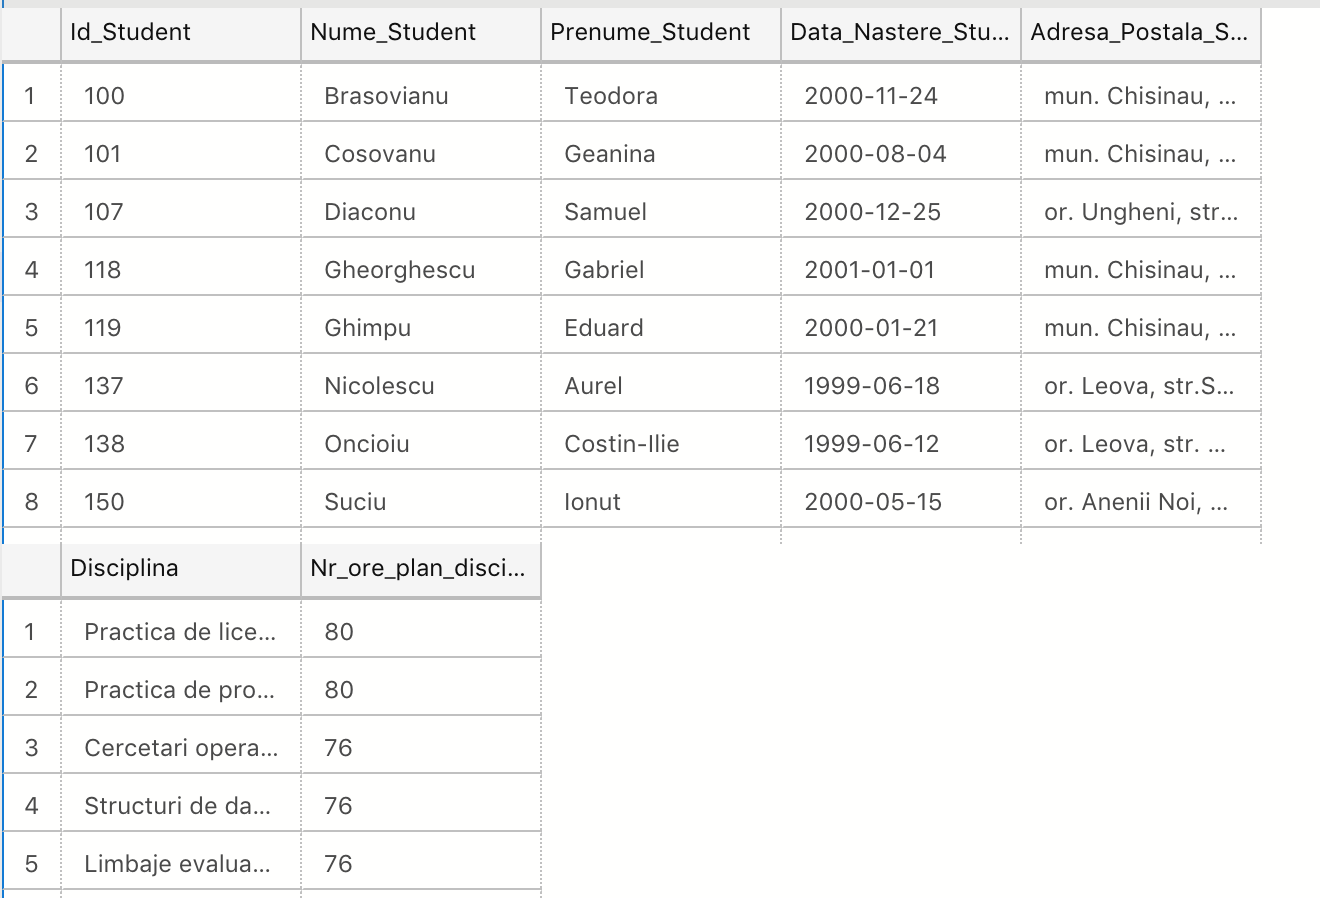 Id_Student Nume_Student Prenume_Student Data_Nastere_Stu... Adresa_Postala_S...
1 100 Brasovianu Teodora 2000-11-24 mun. Chisinau, ...
2 101 Cosovanu Geanina 2000-08-04 mun. Chisinau, ...
3 107 Diaconu Samuel 2000-12-25 or. Ungheni, str...
4 118 Gheorghescu Gabriel 2001-01-01 mun. Chisinau, ...
5 119 Ghimpu Eduard 2000-01-21 mun. Chisinau, ...
6 137 Nicolescu Aurel 1999-06-18 or. Leova, str.S...
7 138 Oncioiu Costin-Ilie 1999-06-12 or. Leova, str. ...
8 150 Suciu Ionut 2000-05-15 or. Anenii Noi, ...
Disciplina Nr_ore_plan_disci...
1 Practica de lice... 80
2 Practica de pro... 80
3 Cercetari opera... 76
4 Structuri de da... 76
5 Limbaje evalua... 76